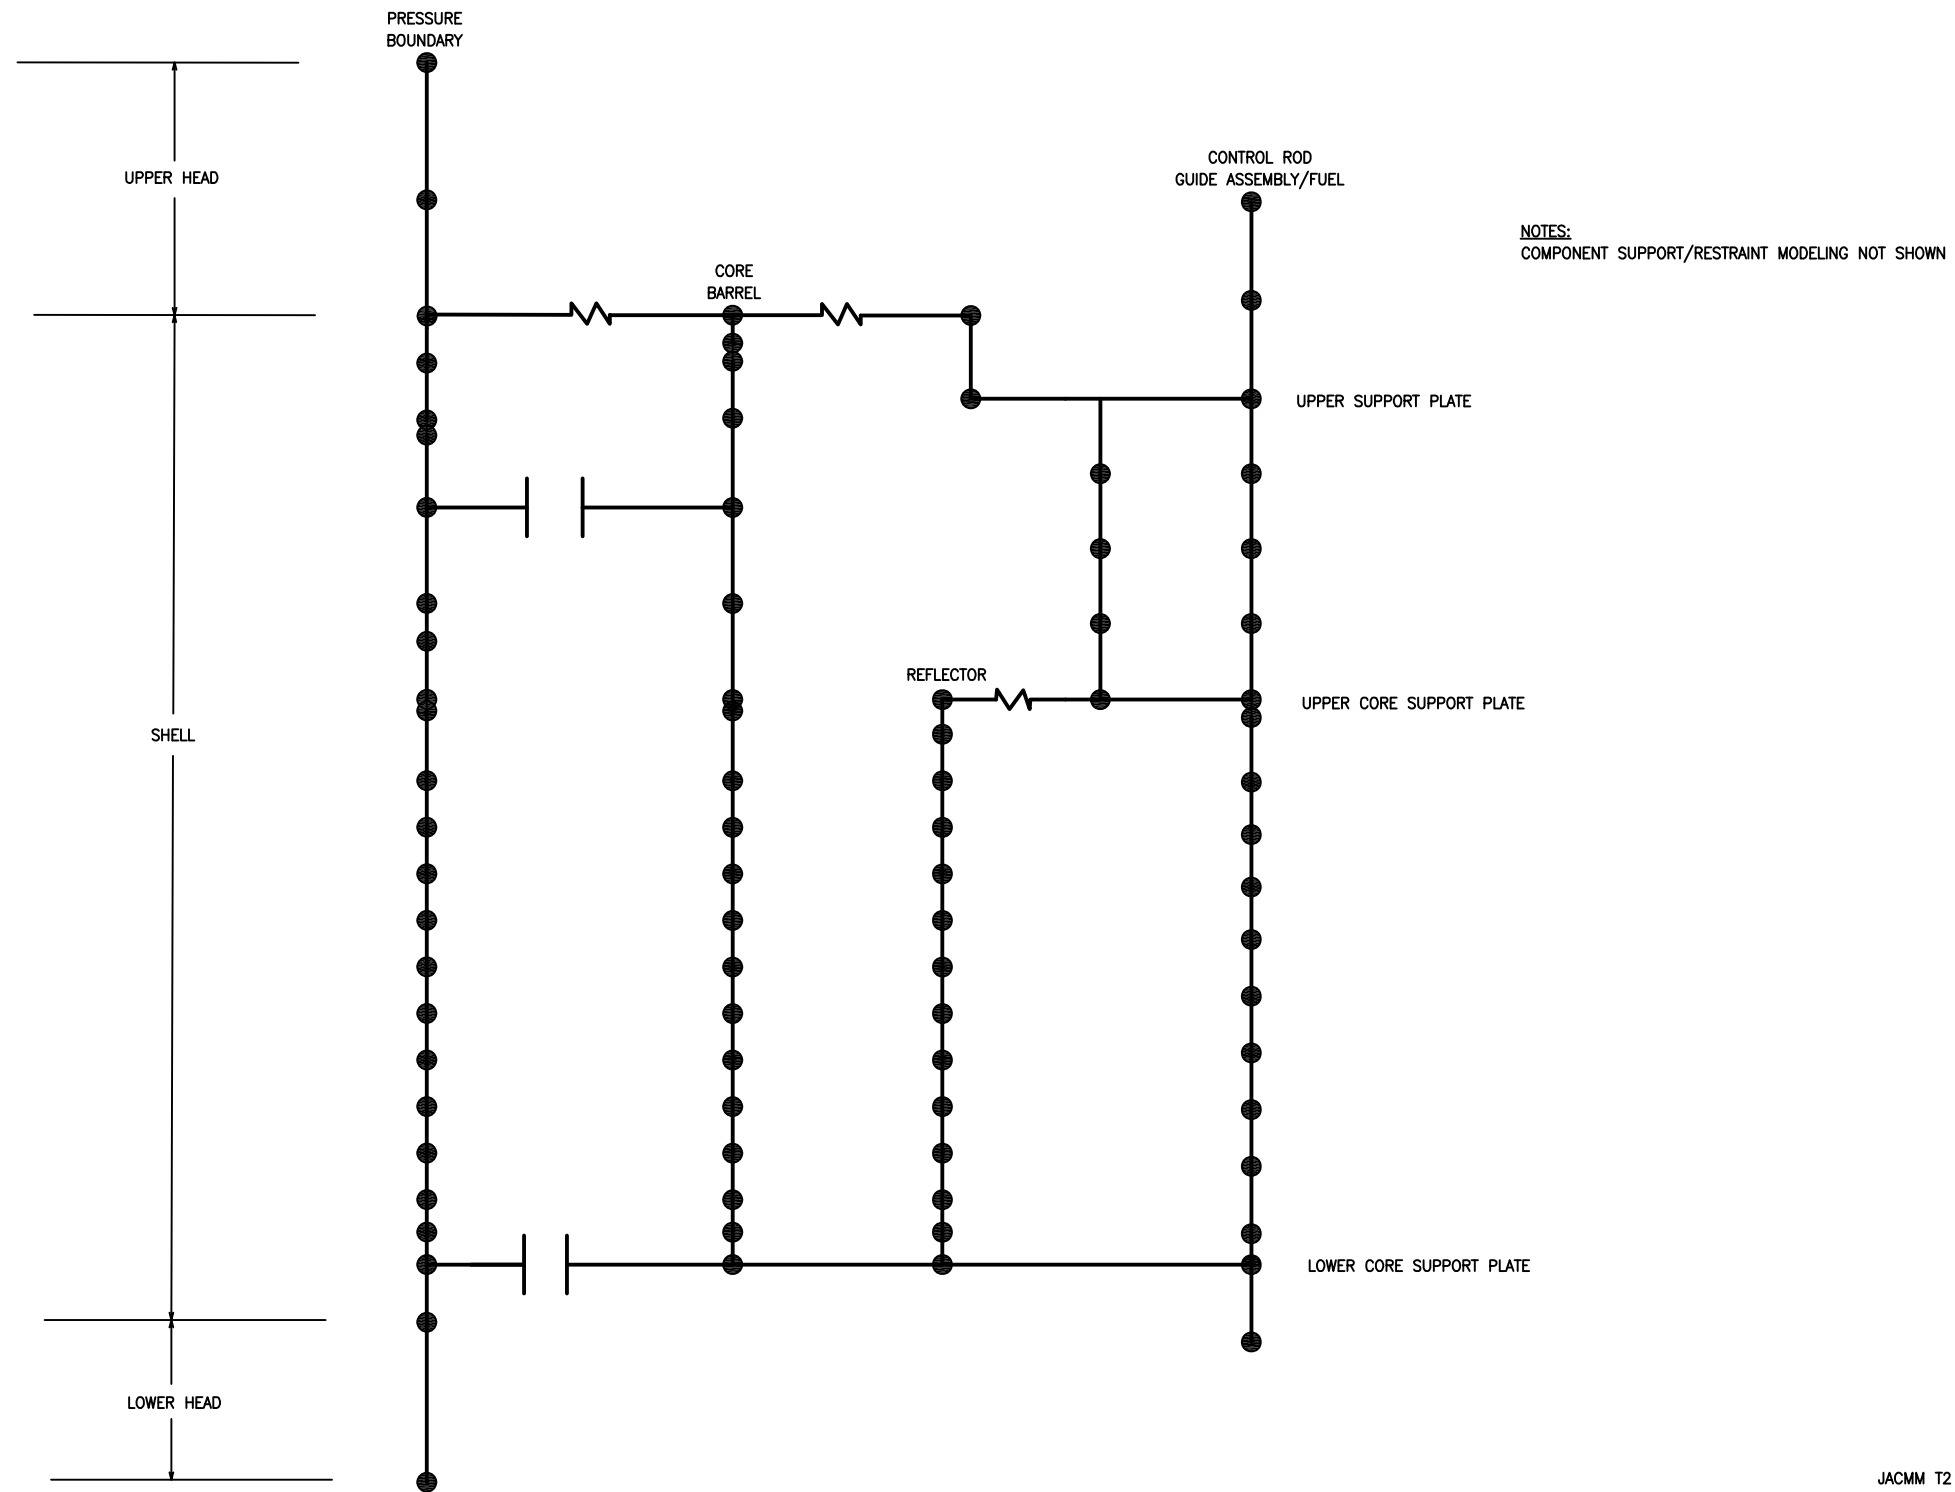 PRESSURE
BOUNDARY
UPPER HEAD
CONTROL ROD
GUIDE ASSEMBLY/FUEL
NOTES:
COMPONENT SUPPORT/RESTRAINT MODELING NOT SHOWN
CORE
BARREL
UPPER SUPPORT PLATE
REFLECTOR
UPPER CORE SUPPORT PLATE
SHELL
LOWER CORE SUPPORT PLATE
LOWER HEAD
JACMM T2